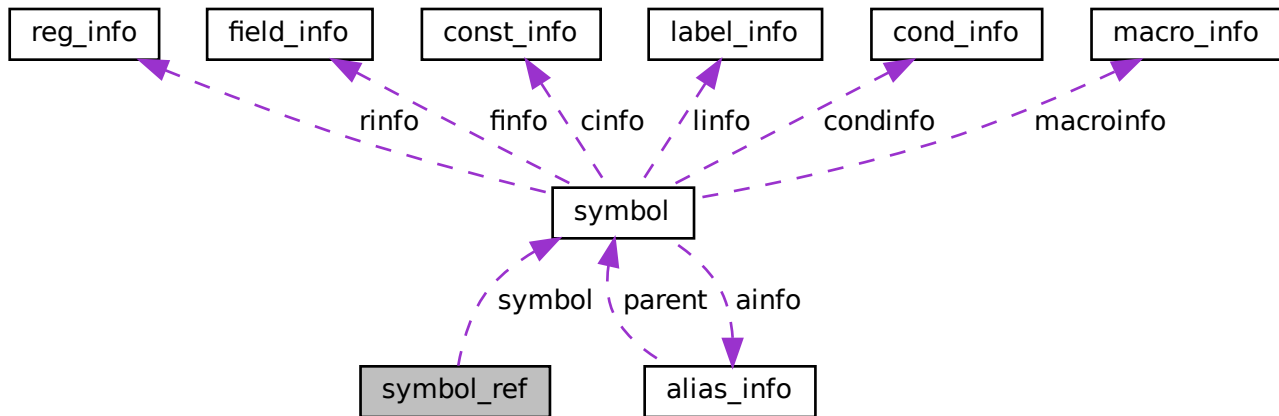 reg_info field_info const_info label_info cond_info macro_info
rinfo finfo cinfo linfo condinfo macroinfo
symbol
symbol parent ainfo
symbol_ref alias_info